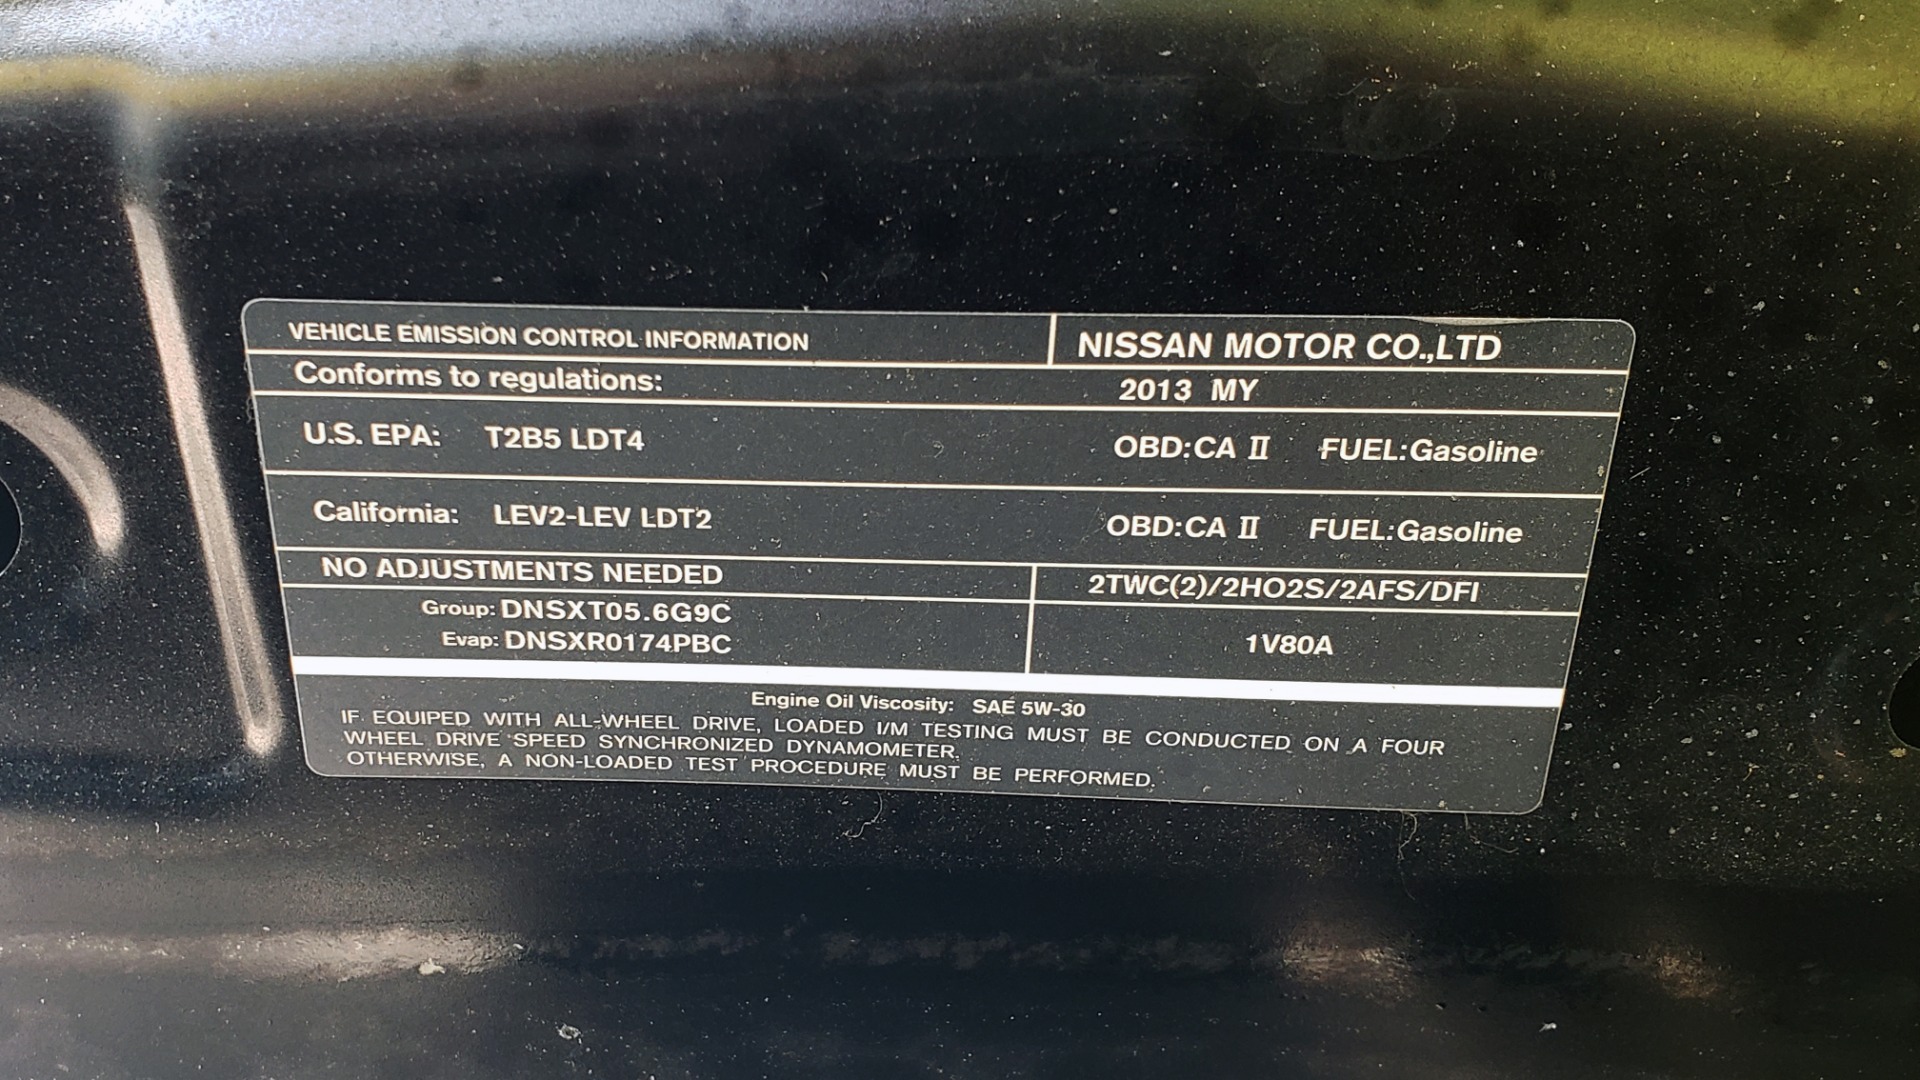 VEHICLE EMISSION CONTROL INFORMATION NISSAN MOTOR CO.,LTD
Conforms to regulations: 2013 MY
U.S. EPA: T2B5 LDT4 OBD:CA II FUEL:Gasoline
California: LEV2-LEV LDT2 OBD:CA II FUEL:Gasoline
NO ADJUSTMENTS NEEDED 2TWC(2)/2HO2S/2AFS/DFI
Group: DNSXT05.6G9C
Evap: DNSXR0174PBC 1V80A
Engine Oil Viscosity: SAE 5W-30
IF EQUIPED WITH ALL-WHEEL DRIVE, LOADED I/M TESTING MUST BE CONDUCTED ON A FOUR
WHEEL DRIVE SPEED SYNCHRONIZED DYNAMOMETER.
OTHERWISE, A NON-LOADED TEST PROCEDURE MUST BE PERFORMED.